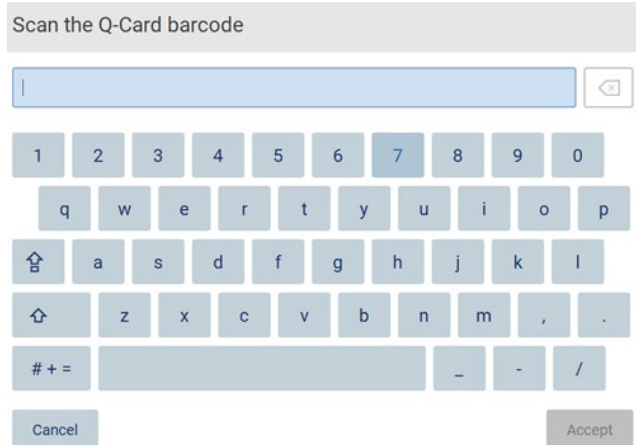 Scan the Q-Card barcode
1 2 3 4 5 6 7 8 9 0
q w e r t y u i o p
a s d f g h j k l
z x c v b n m , .
# + = _ - /
Cancel Accept